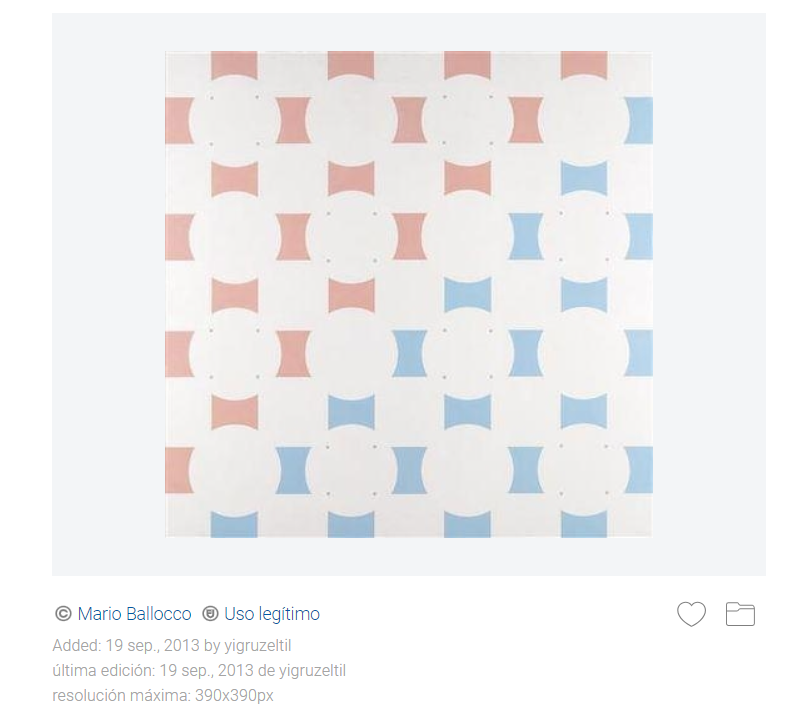 © Mario Ballocco Uso legítimo
Added: 19 sep., 2013 by yigruzeltil
última edición: 19 sep., 2013 de yigruzeltil
resolución máxima: 390x390px